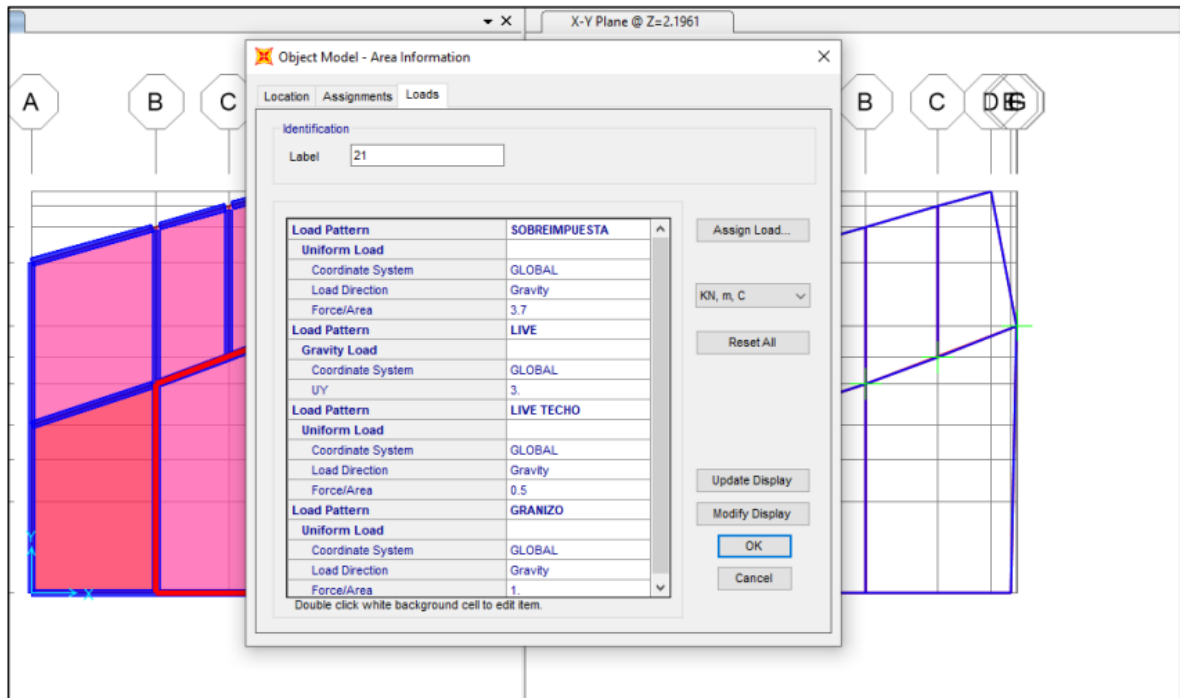 X-Y Plane @ Z=2.1961
Object Model - Area Information
A B C
B C D E G
Location Assignments Loads
Identification
Label 21
Load Pattern SOBREIMPUESTA
Uniform Load
Coordinate System GLOBAL
Load Direction Gravity
Force/Area 3.7
Load Pattern LIVE
Gravity Load
Coordinate System GLOBAL
UY 3.
Load Pattern LIVE TECHO
Uniform Load
Coordinate System GLOBAL
Load Direction Gravity
Force/Area 0.5
Load Pattern GRANIZO
Uniform Load
Coordinate System GLOBAL
Load Direction Gravity
Force/Area 1.
Double click white background cell to edit item.
Assign Load...
KN, m, C
Reset All
Update Display
Modify Display
OK
Cancel
Y
X